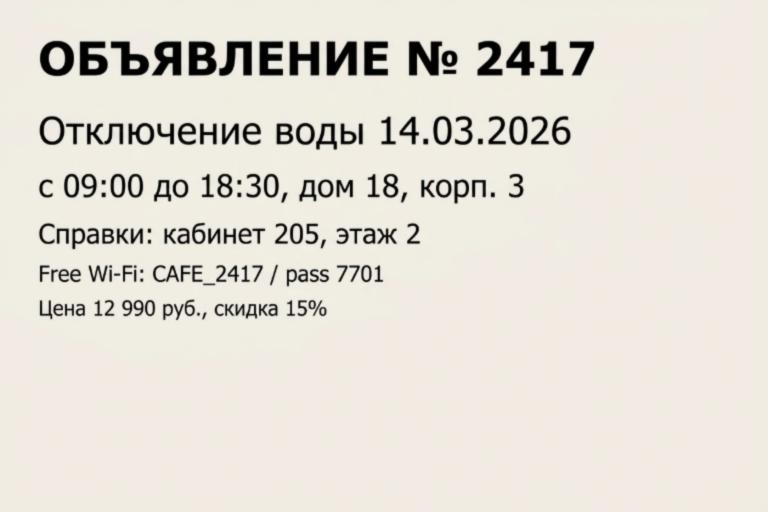 ОБЪЯВЛЕНИЕ № 2417
Отключение воды 14.03.2026
с 09:00 до 18:30, дом 18, корп. 3
Справки: кабинет 205, этаж 2
Free Wi-Fi: CAFE_2417 / pass 7701
Цена 12 990 руб., скидка 15%